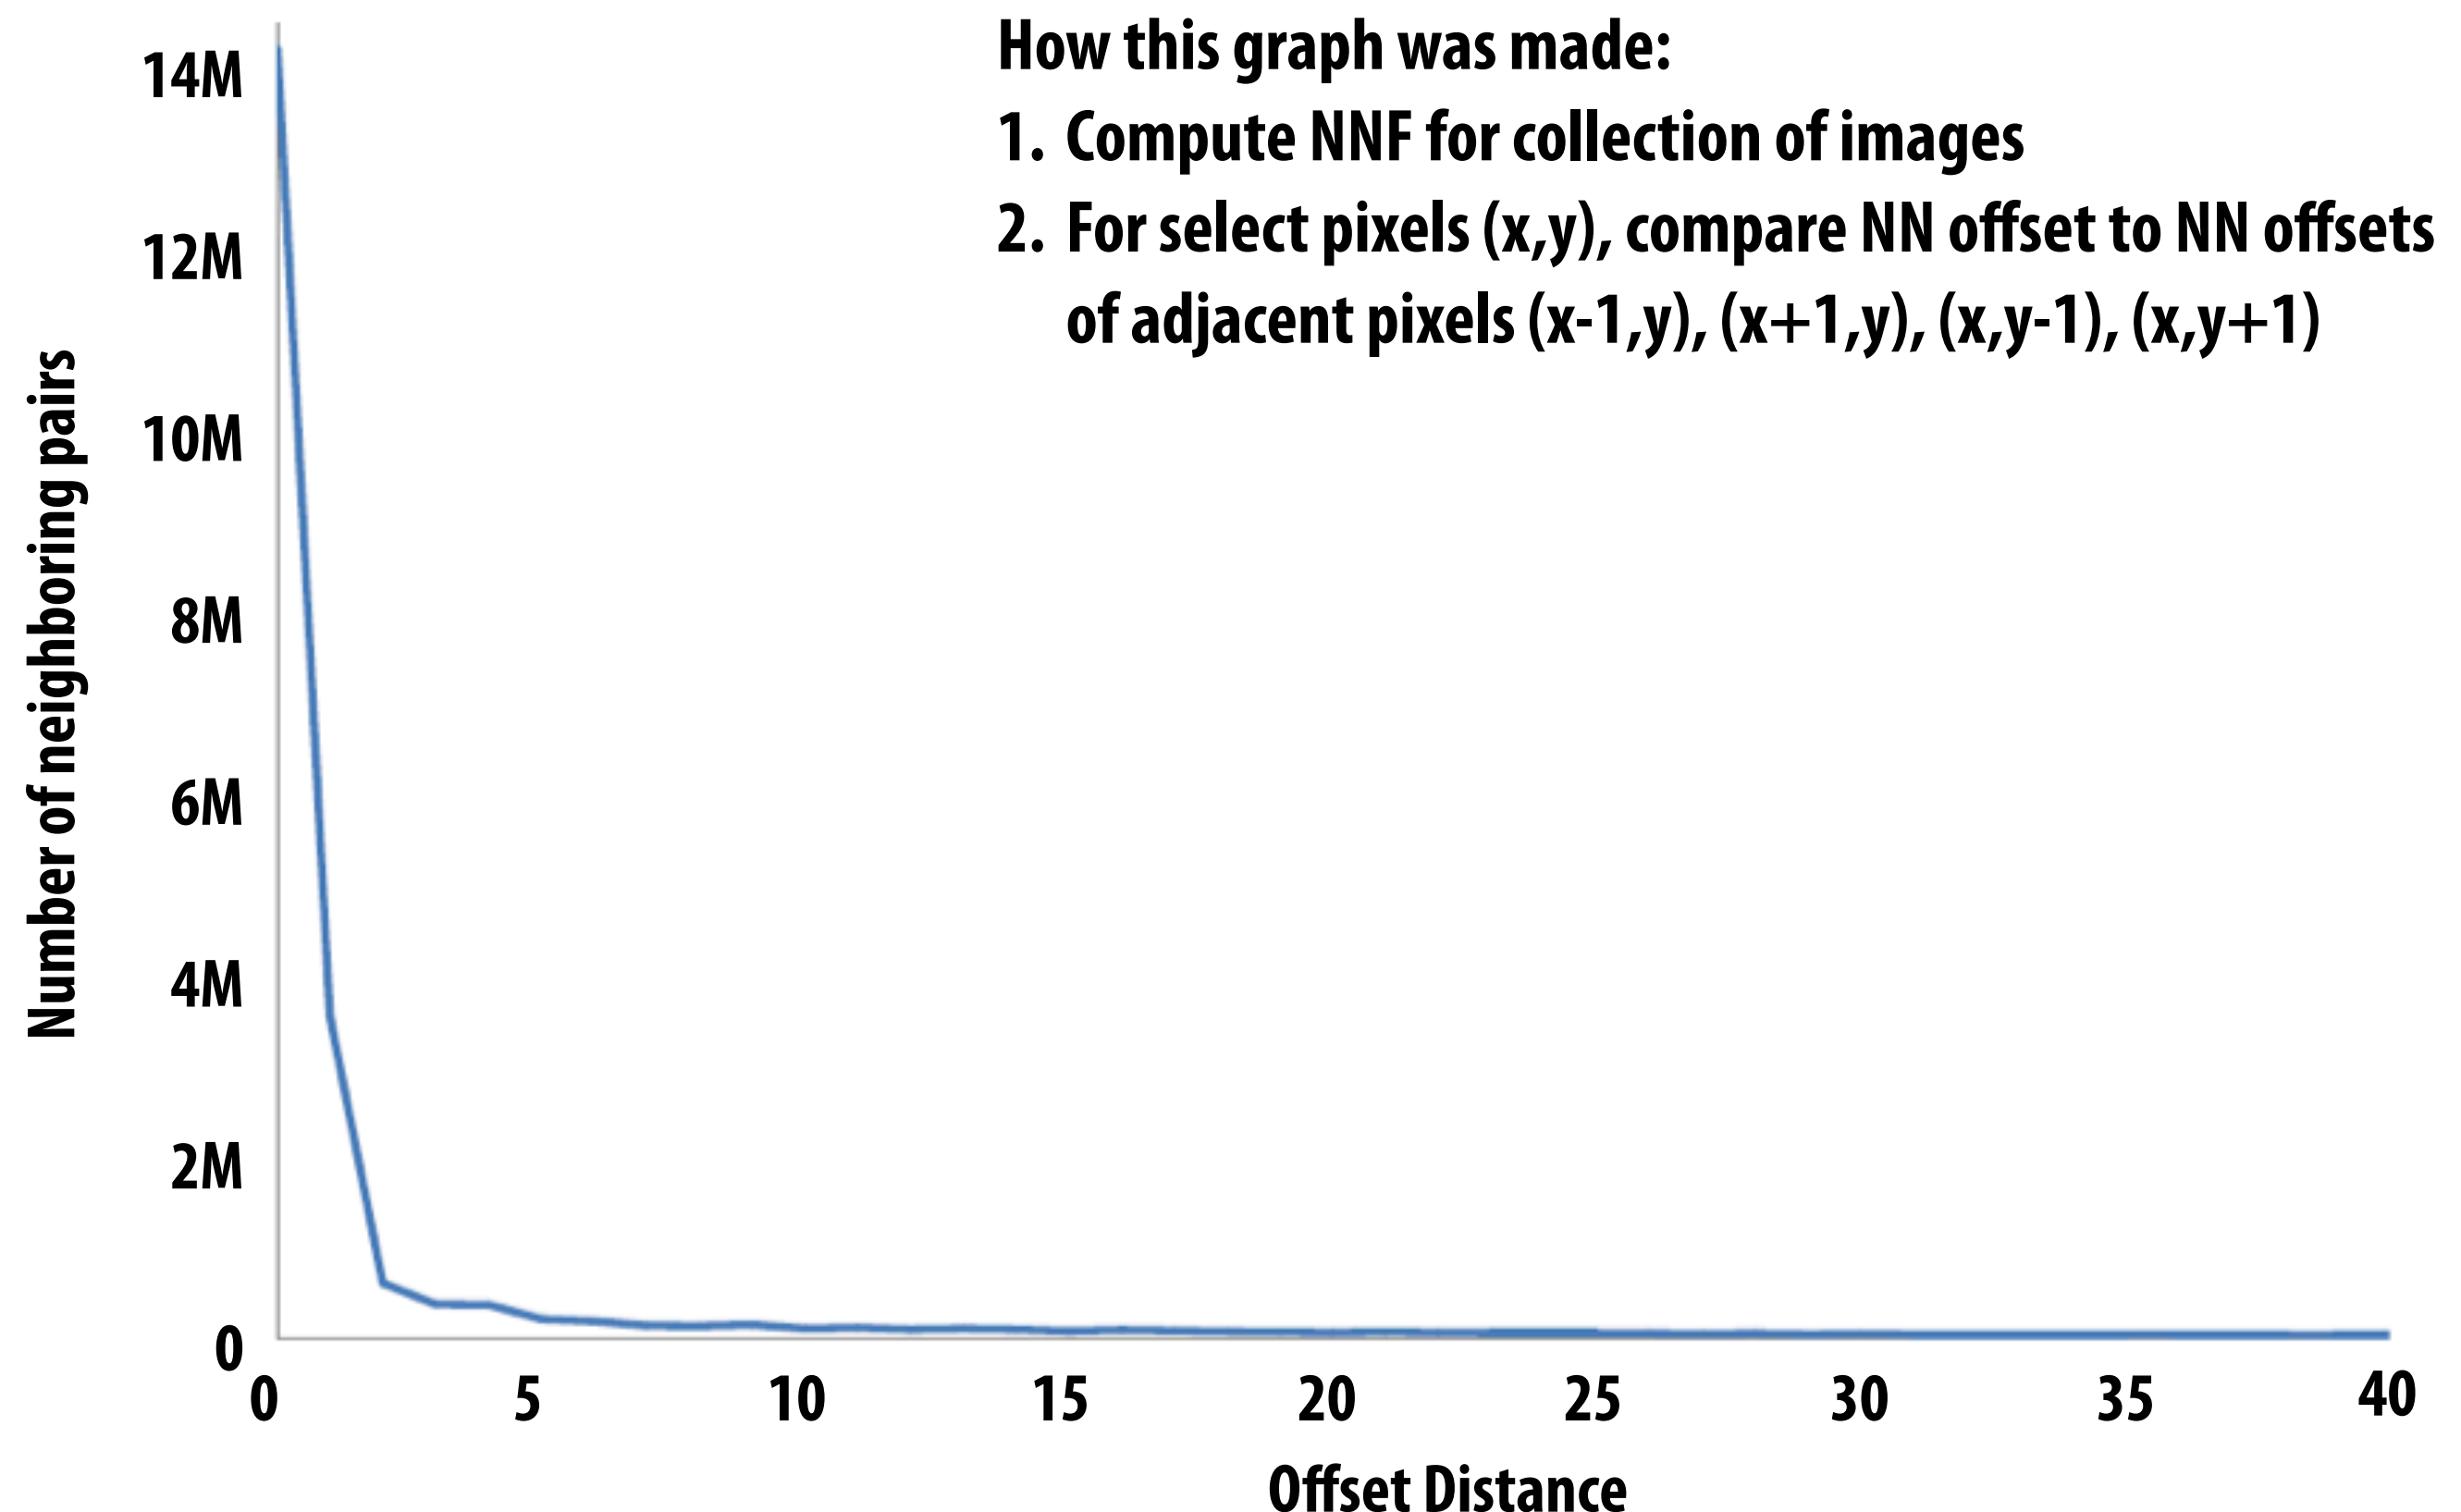 How this graph was made:
1. Compute NNF for collection of images
2. For select pixels (x,y), compare NN offset to NN offsets
of adjacent pixels (x-1,y), (x+1,y), (x,y-1), (x,y+1)
Number of neighboring pairs
14M
12M
10M
8M
6M
4M
2M
0
0 5 10 15 20 25 30 35 40
Offset Distance